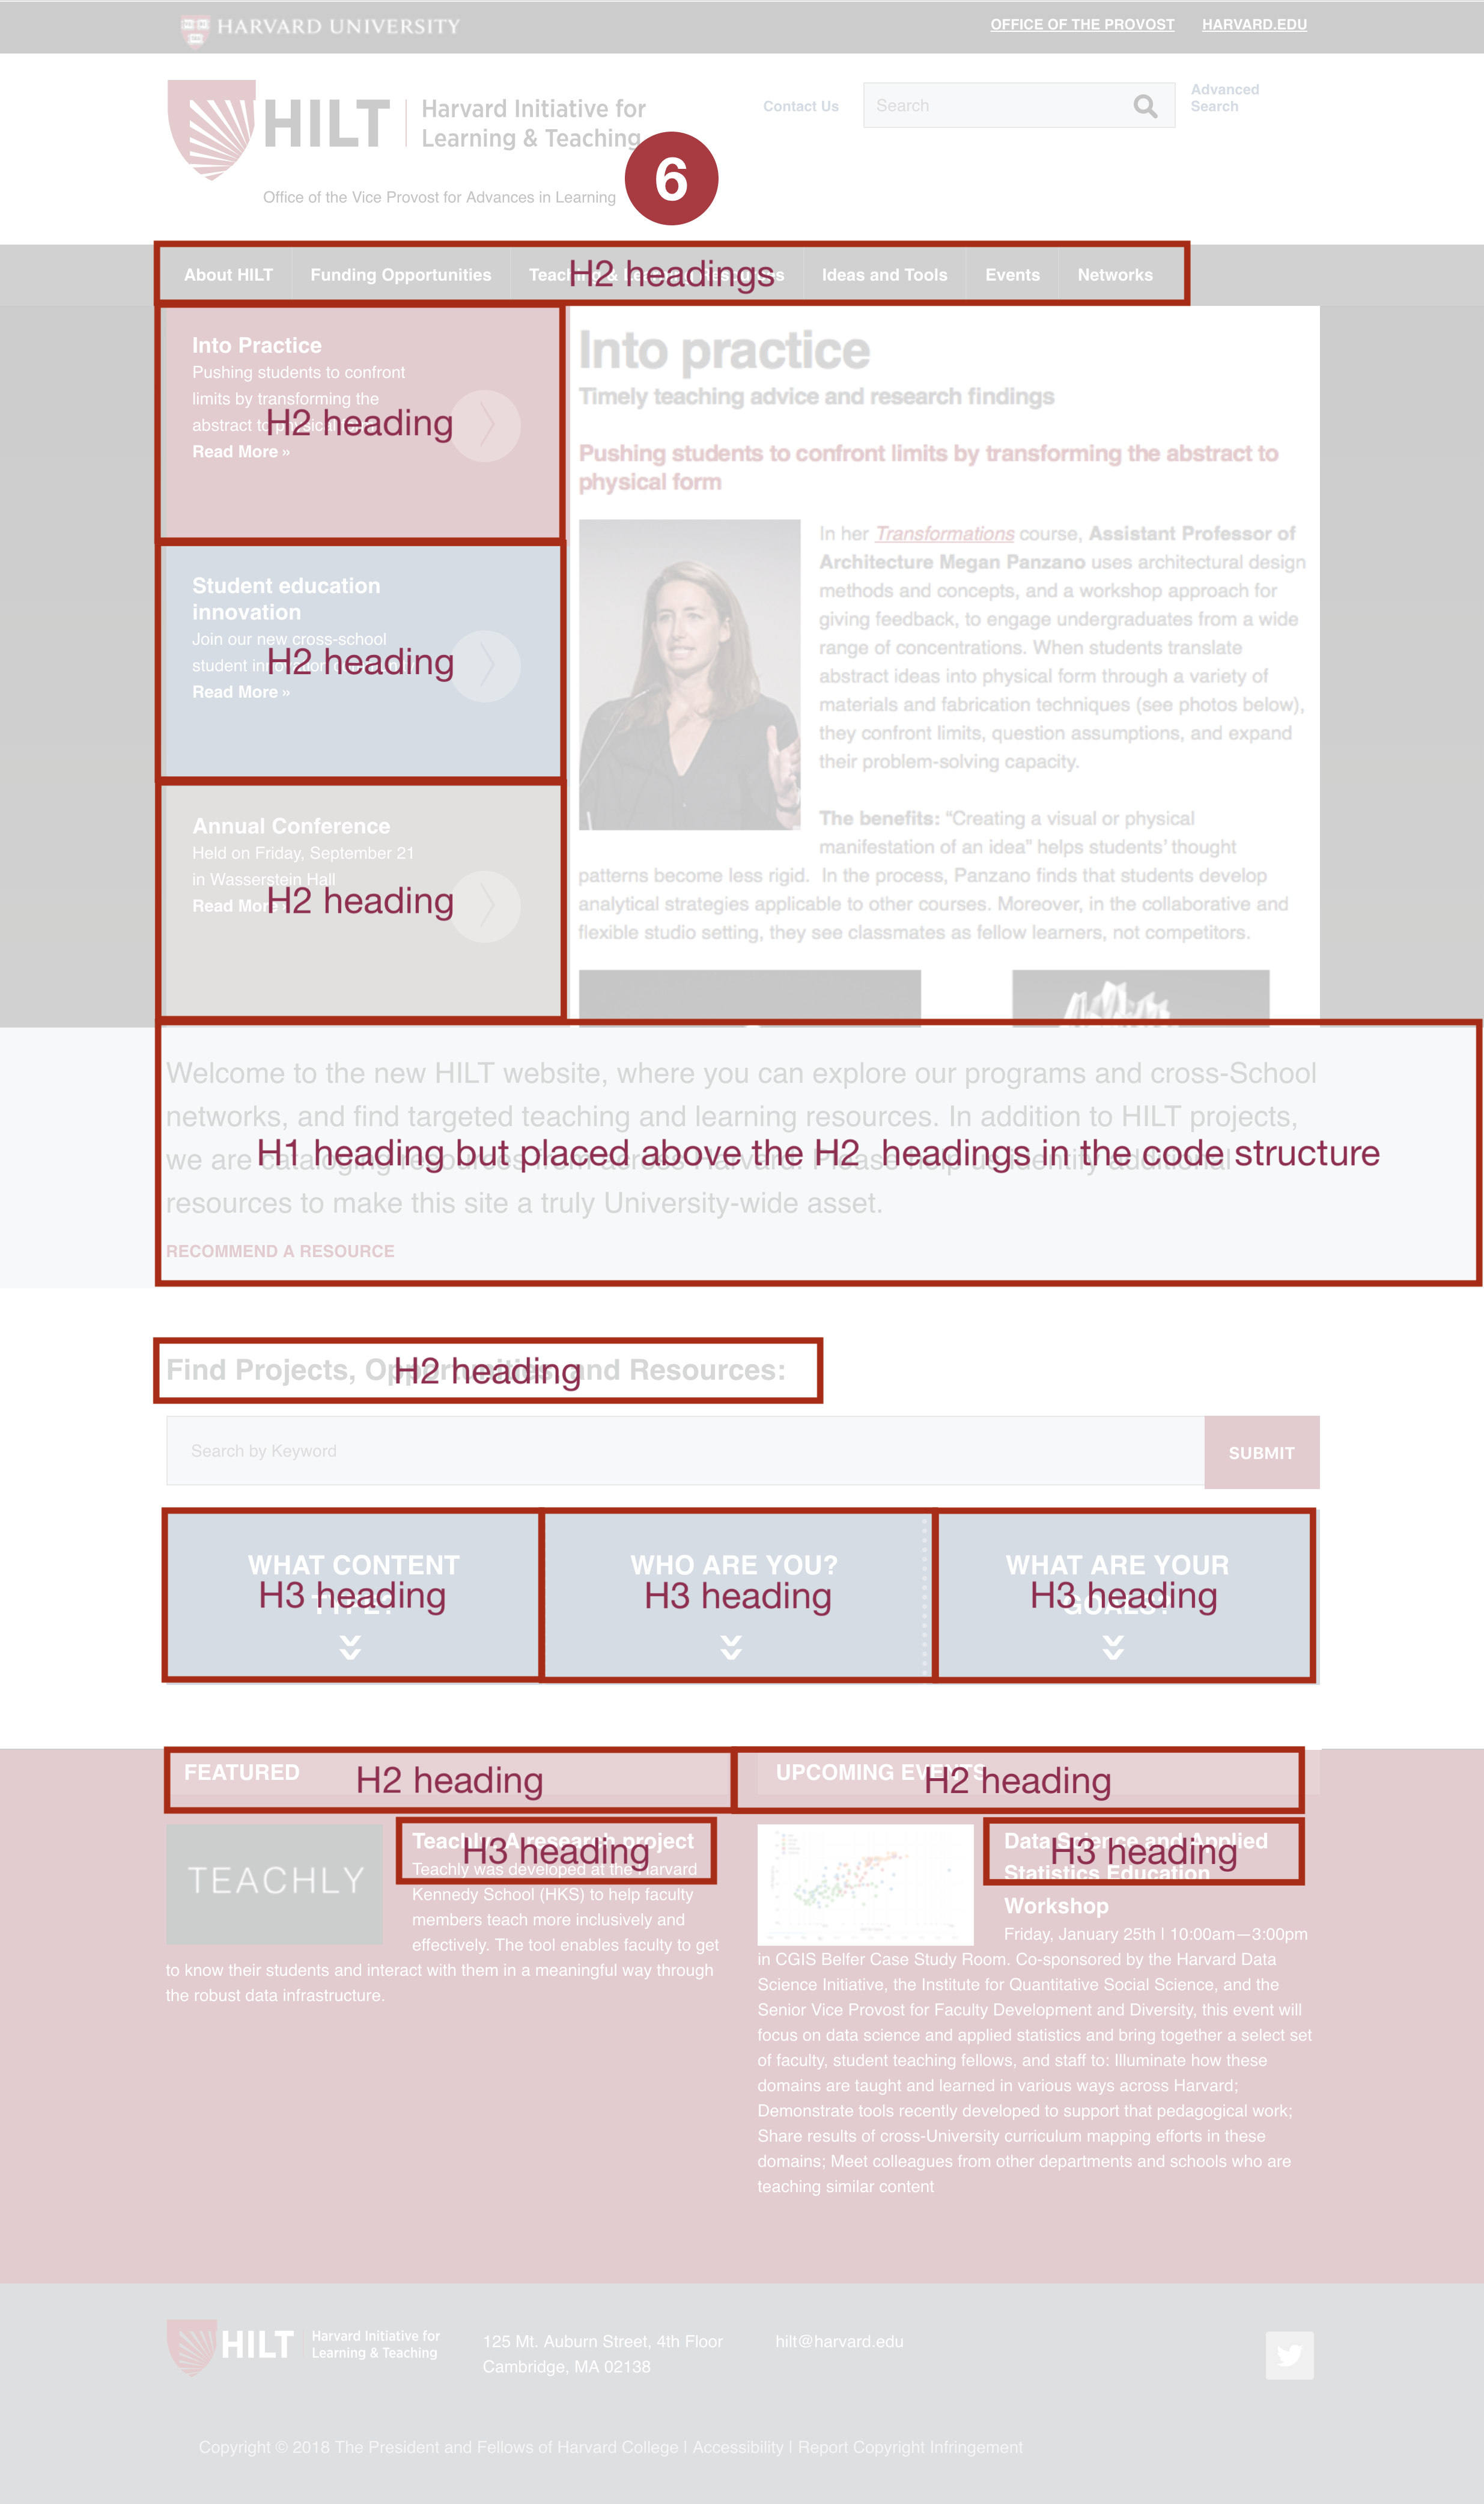 HARVARD UNIVERSITY
OFFICE OF THE PROVOST HARVARD.EDU
HILT
Harvard Initiative for
Learning & Teaching
Office of the Vice Provost for Advances in Learning
Contact Us
Search
Advanced
Search
6
About HILT Funding Opportunities Teaching & Learning Resources Ideas and Tools Events Networks
H2 headings
Into Practice
Pushing students to confront
limits by transforming the
abstract to physical
Read More »
H2 heading
Student education
innovation
Join our new cross-school
student innovation
Read More »
H2 heading
Annual Conference
Held on Friday, September 21
in Wasserstein Hall
Read More
H2 heading
Into practice
Timely teaching advice and research findings
Pushing students to confront limits by transforming the abstract to
physical form
In her Transformations course, Assistant Professor of
Architecture Megan Panzano uses architectural design
methods and concepts, and a workshop approach for
giving feedback, to engage undergraduates from a wide
range of concentrations. When students translate
abstract ideas into physical form through a variety of
materials and fabrication techniques (see photos below),
they confront limits, question assumptions, and expand
their problem-solving capacity.
The benefits: “Creating a visual or physical
manifestation of an idea” helps students’ thought
patterns become less rigid. In the process, Panzano finds that students develop
analytical strategies applicable to other courses. Moreover, in the collaborative and
flexible studio setting, they see classmates as fellow learners, not competitors.
Welcome to the new HILT website, where you can explore our programs and cross-School
networks, and find targeted teaching and learning resources. In addition to HILT projects,
we are cataloging resources from across Harvard. Please help us identify additional
H1 heading but placed above the H2 headings in the code structure
resources to make this site a truly University-wide asset.
RECOMMEND A RESOURCE
Find Projects, Opportunities, and Resources:
H2 heading
Search by Keyword
SUBMIT
WHAT CONTENT
TYPE?
H3 heading
WHO ARE YOU?
H3 heading
WHAT ARE YOUR
GOALS?
H3 heading
FEATURED
H2 heading
UPCOMING EVENTS
H2 heading
TEACHLY
Teachly: A research project
H3 heading
Teachly was developed at the Harvard
Kennedy School (HKS) to help faculty
members teach more inclusively and
effectively. The tool enables faculty to get
to know their students and interact with them in a meaningful way through
the robust data infrastructure.
Data Science and Applied
H3 heading
Statistics Education
Workshop
Friday, January 25th | 10:00am—3:00pm
in CGIS Belfer Case Study Room. Co-sponsored by the Harvard Data
Science Initiative, the Institute for Quantitative Social Science, and the
Senior Vice Provost for Faculty Development and Diversity, this event will
focus on data science and applied statistics and bring together a select set
of faculty, student teaching fellows, and staff to: Illuminate how these
domains are taught and learned in various ways across Harvard;
Demonstrate tools recently developed to support that pedagogical work;
Share results of cross-University curriculum mapping efforts in these
domains; Meet colleagues from other departments and schools who are
teaching similar content
HILT
Harvard Initiative for
Learning & Teaching
125 Mt. Auburn Street, 4th Floor
Cambridge, MA 02138
hilt@harvard.edu
Copyright © 2018 The President and Fellows of Harvard College | Accessibility | Report Copyright Infringement